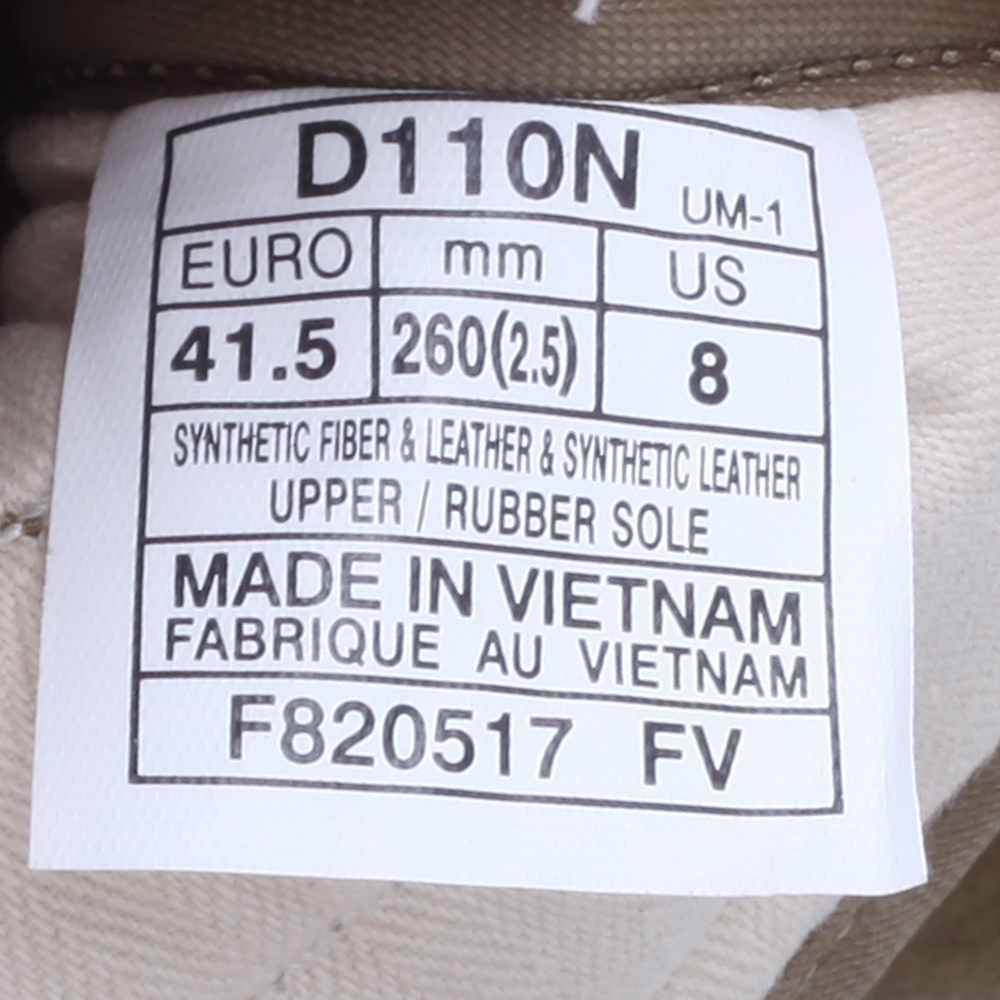 D110N UM-1
EURO mm US
41.5 260(2.5) 8
SYNTHETIC FIBER & LEATHER & SYNTHETIC LEATHER
UPPER / RUBBER SOLE
MADE IN VIETNAM
FABRIQUE AU VIETNAM
F820517 FV